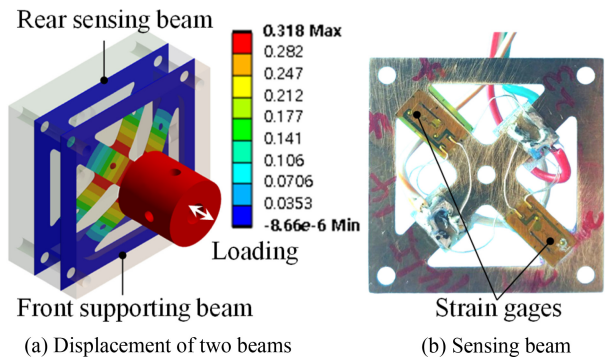 Rear sensing beam
0.318 Max
0.282
0.247
0.212
0.177
0.141
0.106
0.0706
0.0353
-8.66e-6 Min
Loading
Front supporting beam
Strain gages
(a) Displacement of two beams
(b) Sensing beam